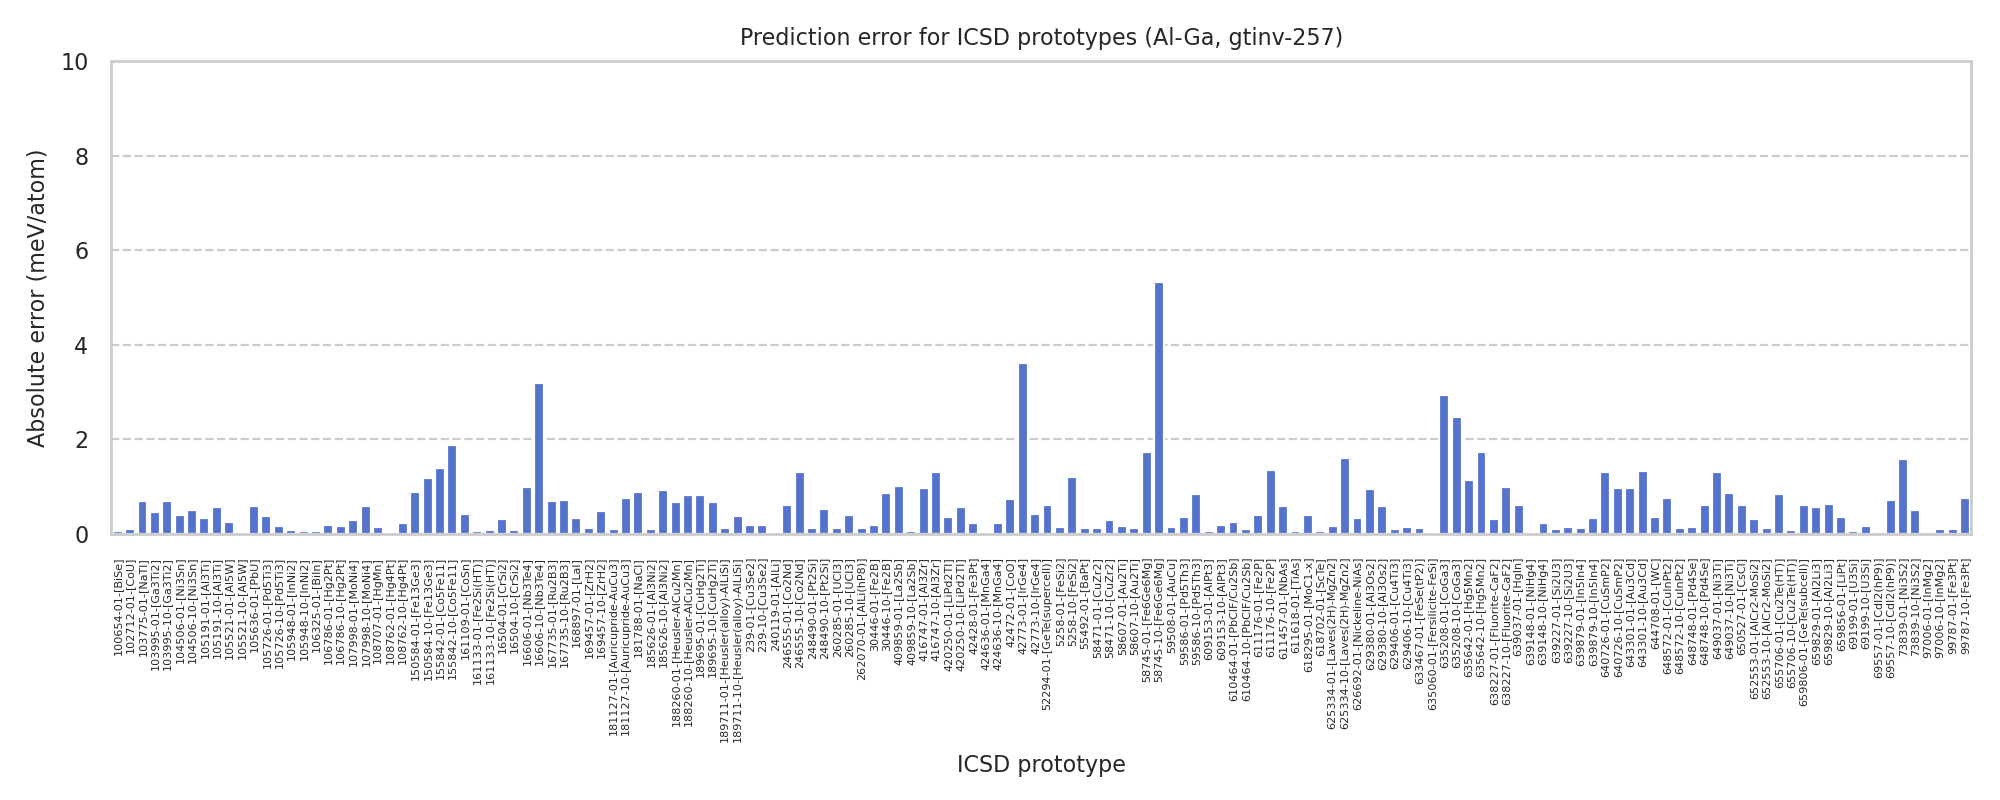 Prediction error for ICSD prototypes (Al-Ga, gtinv-257)
Absolute error (meV/atom)
10
8
6
4
2
0
100654-01-[BiSe]
102712-01-[CoU]
103775-01-[NaTl]
103995-01-[Ga3Ti2]
103995-10-[Ga3Ti2]
104506-01-[Ni3Sn]
104506-10-[Ni3Sn]
105191-01-[Al3Ti]
105191-10-[Al3Ti]
105521-01-[Al5W]
105521-10-[Al5W]
105636-01-[PbU]
105726-01-[Pd5Ti3]
105726-10-[Pd5Ti3]
105948-01-[InNi2]
105948-10-[InNi2]
106325-01-[BiIn]
106786-01-[Hg2Pt]
106786-10-[Hg2Pt]
107998-01-[MoNi4]
107998-10-[MoNi4]
108707-01-[HgMn]
108762-01-[Hg4Pt]
108762-10-[Hg4Pt]
150584-01-[Fe13Ge3]
150584-10-[Fe13Ge3]
155842-01-[Co5Fe11]
155842-10-[Co5Fe11]
161109-01-[CoSn]
161133-01-[Fe2Si(HT)]
161133-10-[Fe2Si(HT)]
16504-01-[CrSi2]
16504-10-[CrSi2]
16606-01-[Nb3Te4]
16606-10-[Nb3Te4]
167735-01-[Ru2B3]
167735-10-[Ru2B3]
168897-01-[LaI]
169457-01-[ZrH2]
169457-10-[ZrH2]
181127-01-[Auricupride-AuCu3]
181127-10-[Auricupride-AuCu3]
181788-01-[NaCl]
185626-01-[Al3Ni2]
185626-10-[Al3Ni2]
188260-01-[Heusler-AlCu2Mn]
188260-10-[Heusler-AlCu2Mn]
189695-01-[CuHg2Ti]
189695-10-[CuHg2Ti]
189711-01-[Heusler(alloy)-AlLiSi]
189711-10-[Heusler(alloy)-AlLiSi]
239-01-[Cu3Se2]
239-10-[Cu3Se2]
240119-01-[AlLi]
246555-01-[Co2Nd]
246555-10-[Co2Nd]
248490-01-[Pt2Si]
248490-10-[Pt2Si]
260285-01-[UCl3]
260285-10-[UCl3]
262070-01-[AlLi(hP8)]
30446-01-[Fe2B]
30446-10-[Fe2B]
409859-01-[La2Sb]
409859-10-[La2Sb]
416747-01-[Al3Zr]
416747-10-[Al3Zr]
420250-01-[LiPd2Tl]
420250-10-[LiPd2Tl]
42428-01-[Fe3Pt]
424636-01-[MnGa4]
424636-10-[MnGa4]
42472-01-[CoO]
42773-01-[IrGe4]
42773-10-[IrGe4]
52294-01-[GeTe(supercell)]
5258-01-[FeSi2]
5258-10-[FeSi2]
55492-01-[BaPt]
58471-01-[CuZr2]
58471-10-[CuZr2]
58607-01-[Au2Ti]
58607-10-[Au2Ti]
58745-01-[Fe6Ge6Mg]
58745-10-[Fe6Ge6Mg]
59508-01-[AuCu]
59586-01-[Pd5Th3]
59586-10-[Pd5Th3]
609153-01-[AlPt3]
609153-10-[AlPt3]
610464-01-[PbClF/Cu2Sb]
610464-10-[PbClF/Cu2Sb]
611176-01-[Fe2P]
611176-10-[Fe2P]
611457-01-[NbAs]
611618-01-[TiAs]
618295-01-[MoC1-x]
618702-01-[ScTe]
625334-01-[Laves(2H)-MgZn2]
625334-10-[Laves(2H)-MgZn2]
626692-01-[Nickeline-NiAs]
629380-01-[Al3Os2]
629380-10-[Al3Os2]
629406-01-[Cu4Ti3]
629406-10-[Cu4Ti3]
633467-01-[FeSe(tP2)]
635060-01-[Fersilicite-FeSi]
635208-01-[CoGa3]
635208-10-[CoGa3]
635642-01-[Hg5Mn2]
635642-10-[Hg5Mn2]
638227-01-[Fluorite-CaF2]
638227-10-[Fluorite-CaF2]
639037-01-[HgIn]
639148-01-[NiHg4]
639148-10-[NiHg4]
639227-01-[Si2U3]
639227-10-[Si2U3]
639879-01-[In5In4]
639879-10-[In5In4]
640726-01-[CuSmP2]
640726-10-[CuSmP2]
643301-01-[Au3Cd]
643301-10-[Au3Cd]
644708-01-[WC]
648572-01-[CuInPt2]
648572-10-[CuInPt2]
648748-01-[Pd4Se]
648748-10-[Pd4Se]
649037-01-[Ni3Ti]
649037-10-[Ni3Ti]
650527-01-[CsCl]
652553-01-[AlCr2-MoSi2]
652553-10-[AlCr2-MoSi2]
655706-01-[Cu2Te(HT)]
655706-10-[Cu2Te(HT)]
659806-01-[GeTe(subcell)]
659829-01-[Al2Li3]
659829-10-[Al2Li3]
659856-01-[LiPt]
69199-01-[U3Si]
69199-10-[U3Si]
69557-01-[CdI2(hP9)]
69557-10-[CdI2(hP9)]
73839-01-[Ni3S2]
73839-10-[Ni3S2]
97006-01-[InMg2]
97006-10-[InMg2]
99787-01-[Fe3Pt]
99787-10-[Fe3Pt]
ICSD prototype